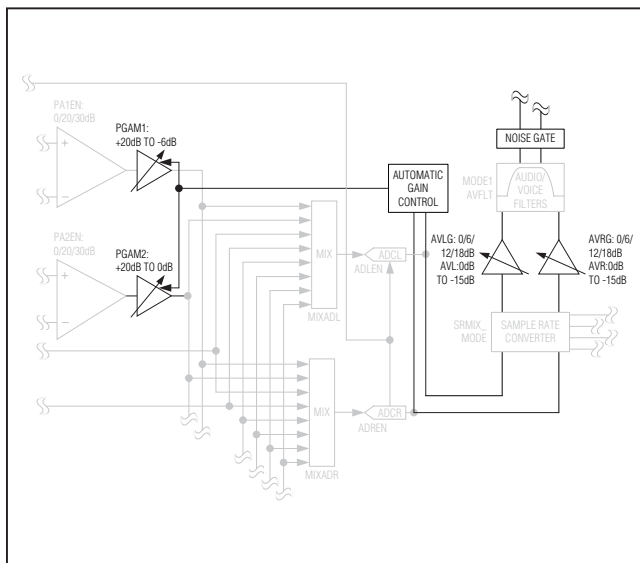 PA1EN:
0/20/30dB
+
−
PGAM1:
+20dB TO -6dB
PA2EN:
0/20/30dB
+
−
PGAM2:
+20dB TO 0dB
MIX
MIXADL
ADCL
ADLEN
MIX
MIXADR
ADCR
ADREN
AUTOMATIC
GAIN
CONTROL
NOISE GATE
MODE1
AVFLT
AUDIO/
VOICE
FILTERS
AVLG: 0/6/
12/18dB
AVL:0dB
TO -15dB
AVRG: 0/6/
12/18dB
AVR:0dB
TO -15dB
SRMIX_
MODE
SAMPLE RATE
CONVERTER